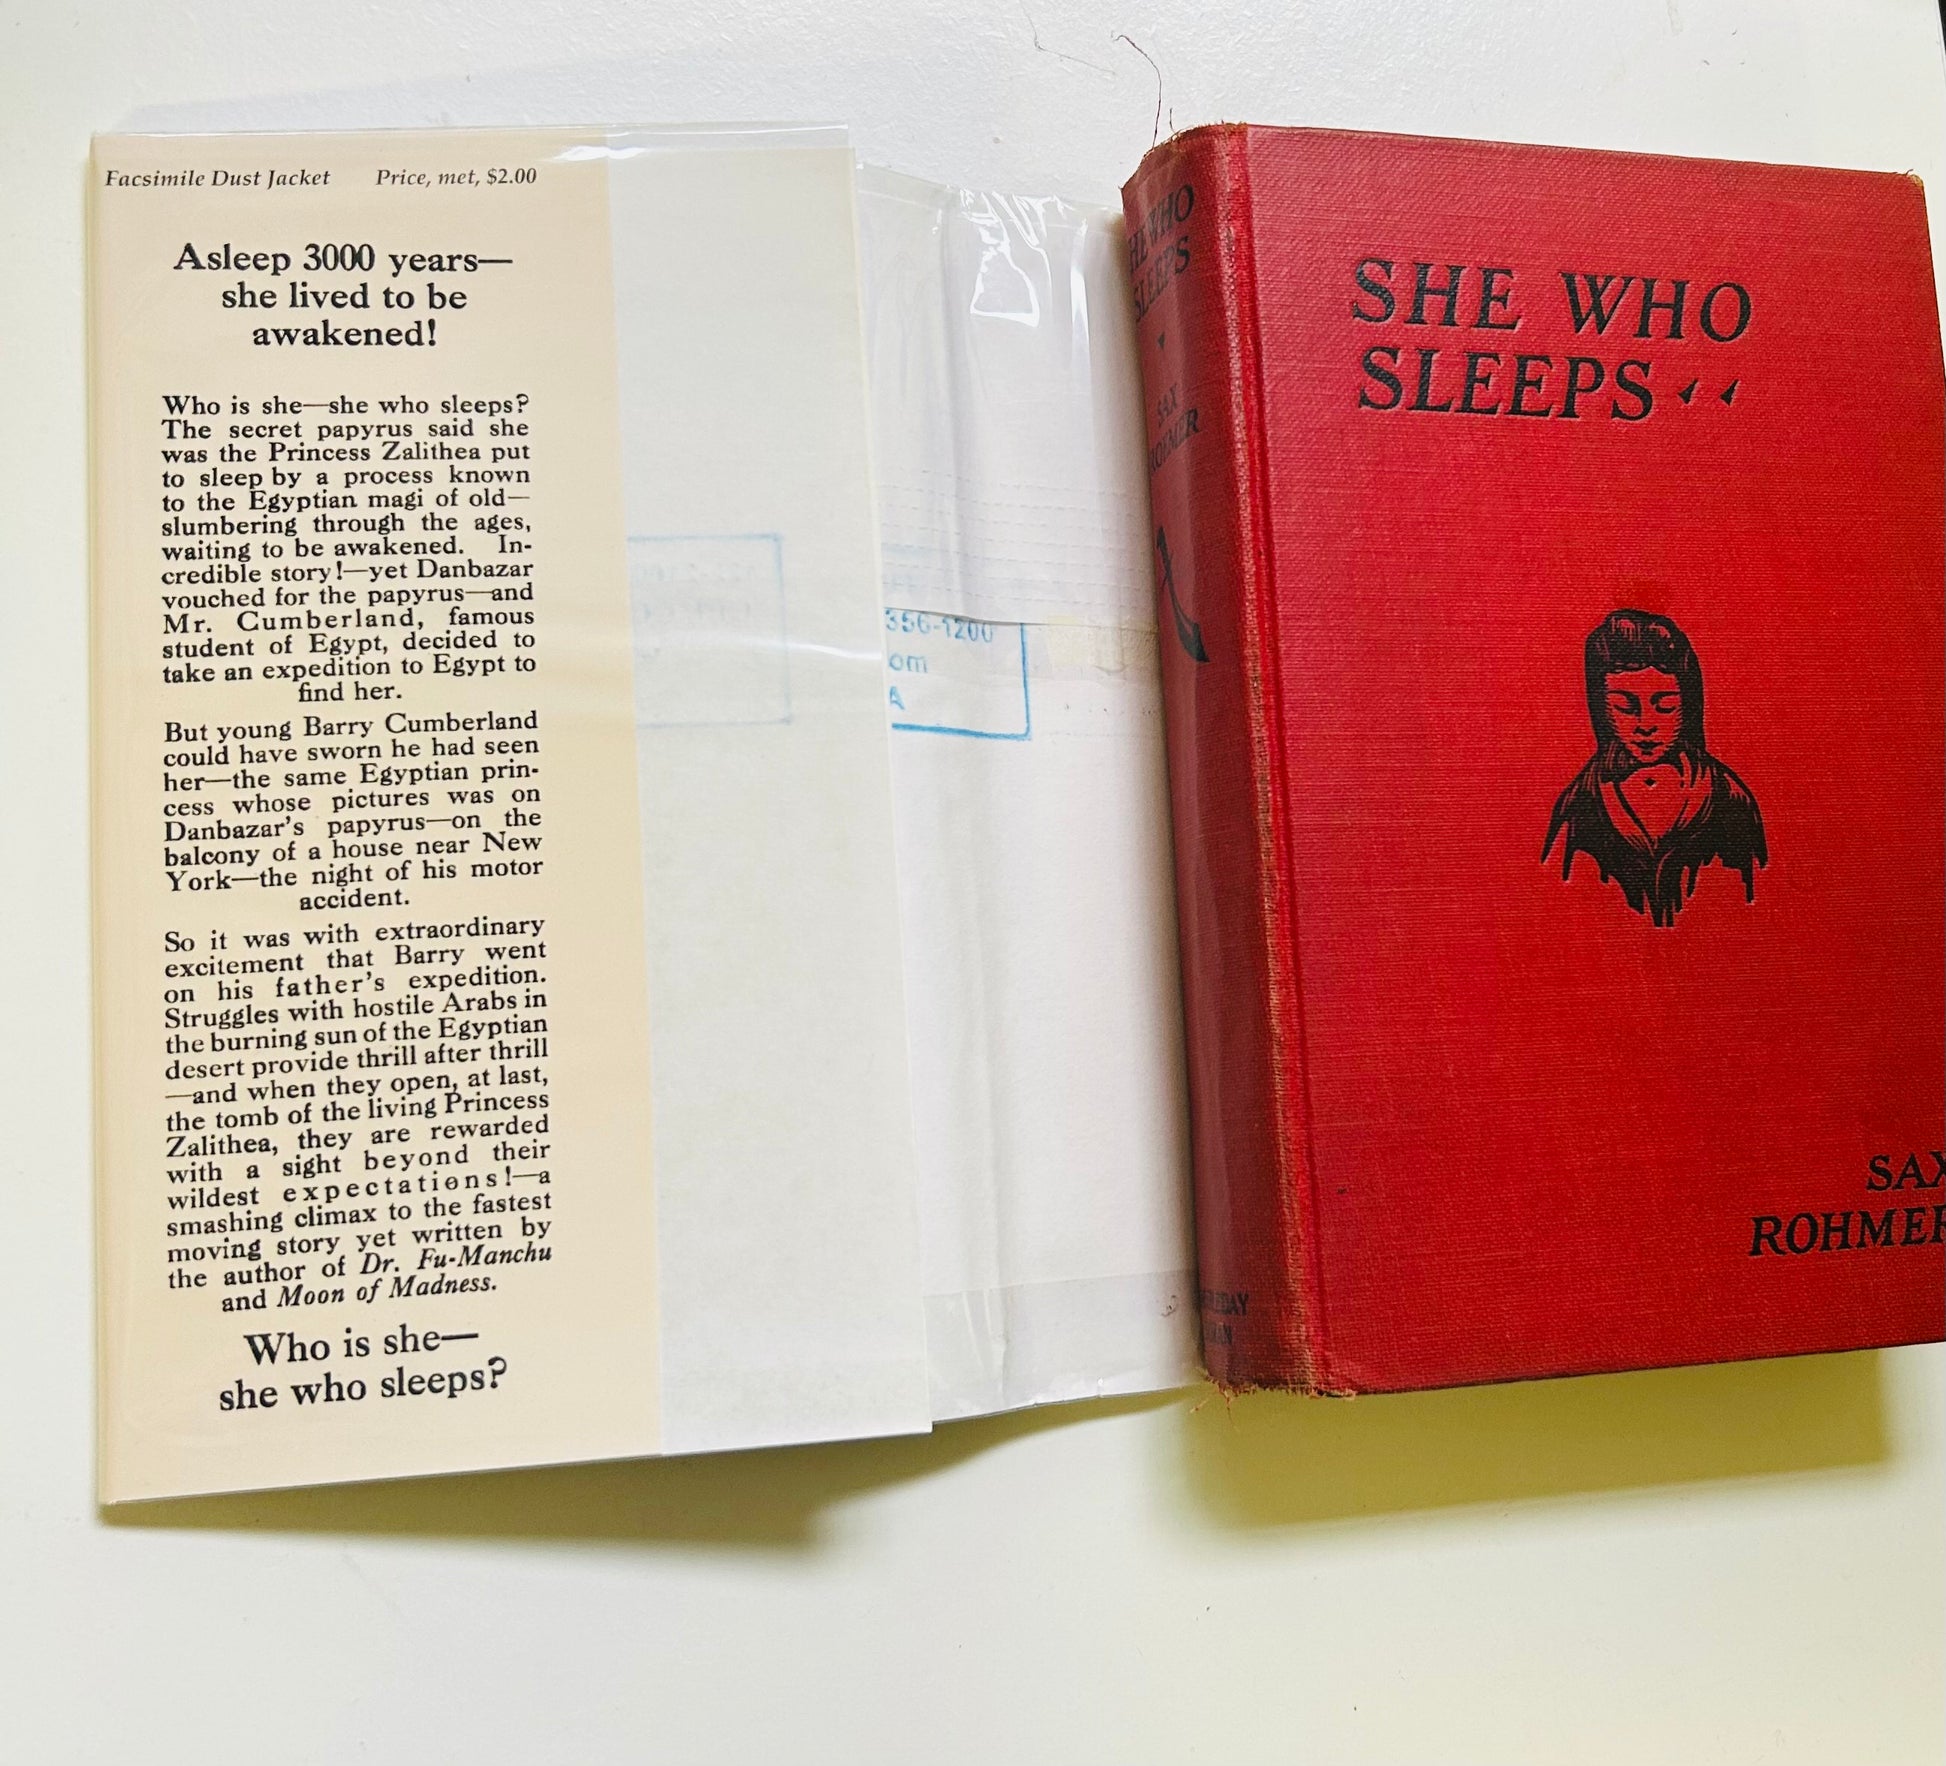 Facsimile Dust Jacket Price, met, $2.00
Asleep 3000 years—
she lived to be
awakened!
Who is she—she who sleeps?
The secret papyrus said she
was the Princess Zalithea put
to sleep by a process known
to the Egyptian magi of old—
slumbering through the ages,
waiting to be awakened. In-
credible story!—yet Danbazar
vouched for the papyrus—and
Mr. Cumberland, famous
student of Egypt, decided to
take an expedition to Egypt to
find her.
But young Barry Cumberland
could have sworn he had seen
her—the same Egyptian prin-
cess whose pictures was on
Danbazar's papyrus—on the
balcony of a house near New
York—the night of his motor
accident.
So it was with extraordinary
excitement that Barry went
on his father's expedition.
Struggles with hostile Arabs in
the burning sun of the Egyptian
desert provide thrill after thrill
—and when they open, at last,
the tomb of the living Princess
Zalithea, they are rewarded
with a sight beyond their
wildest expectations!—a
smashing climax to the fastest
moving story yet written by
the author of Dr. Fu-Manchu
and Moon of Madness.
Who is she—
she who sleeps?
356-1200
om
A
WHO
SLEEPS
SAX
ROHMER
SHE WHO
SLEEPS
SAX
ROHMER